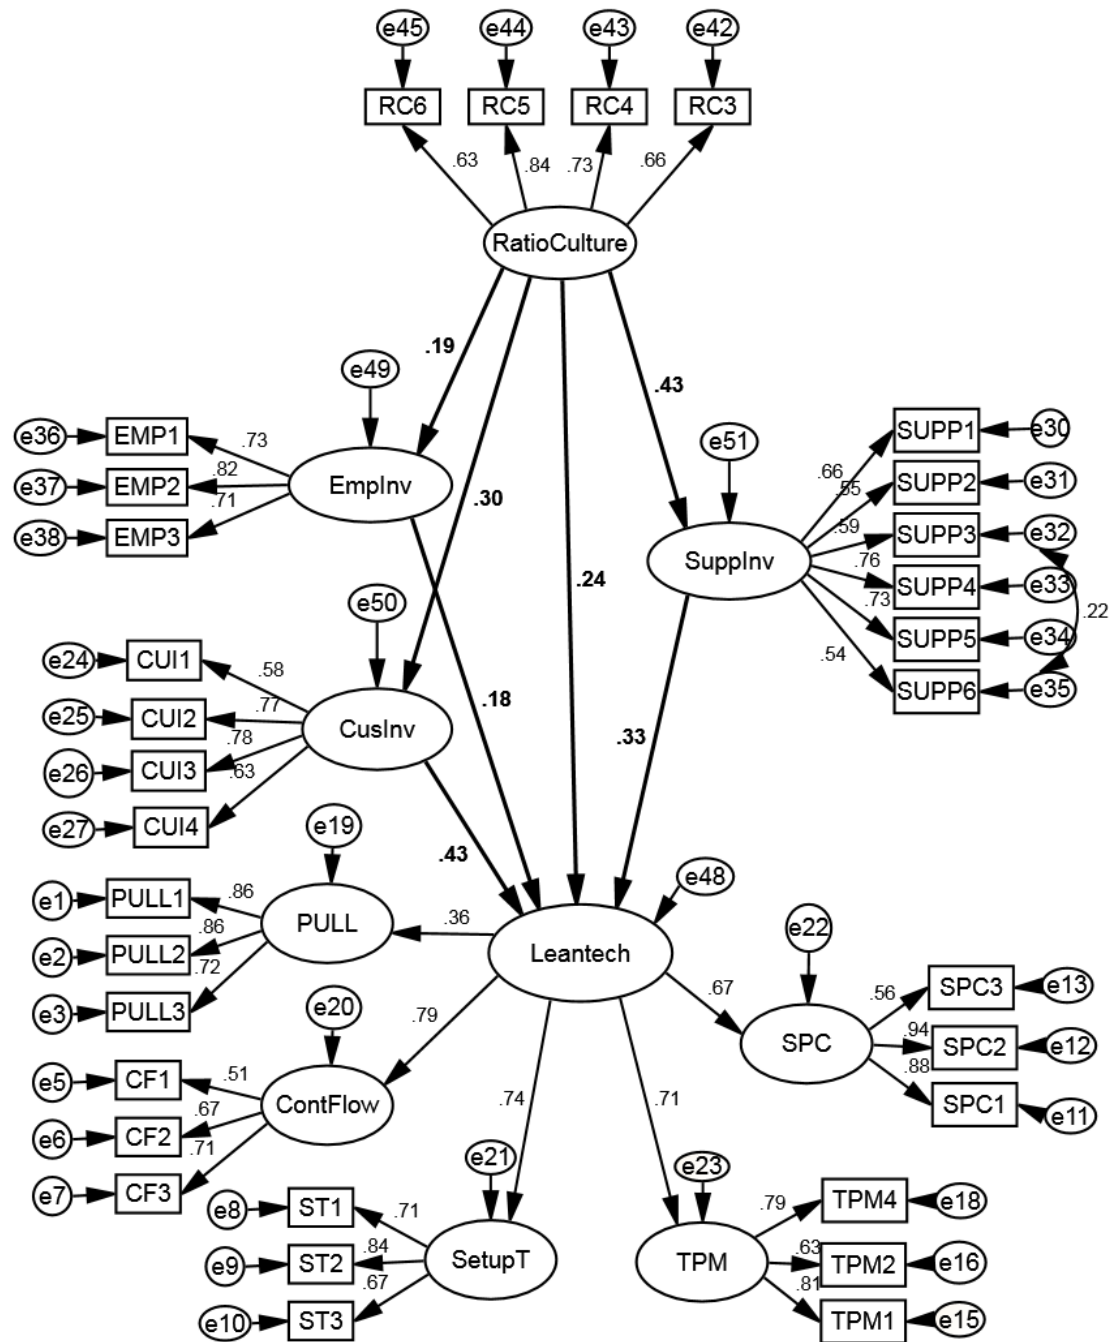 e45 e44 e43 e42
RC6 RC5 RC4 RC3
.63 .84 .73 .66
RatioCulture
.19 .43
e49
e36 EMP1 .73
e37 EMP2 .82
e38 EMP3 .71
EmpInv
.30
e51
SUPP1 e30
.66
SUPP2 e31
.55
SUPP3 e32
.59
SuppInv
.76 SUPP4 e33
.73 SUPP5 e34
.22
.54 SUPP6 e35
.24
e50
e24 CUI1 .58
e25 CUI2 .77
e26 CUI3 .78
e27 CUI4 .63
CusInv
.18
.33
.43
e19
e48
e1 PULL1 .86
e2 PULL2 .86
e3 PULL3 .72
PULL
.36
Leantech
e22
.67
SPC
.56 SPC3 e13
.94 SPC2 e12
.88 SPC1 e11
e20
.79
e5 CF1 .51
e6 CF2 .67
e7 CF3 .71
ContFlow
.74 .71
e21 e23
e8 ST1 .71
e9 ST2 .84
e10 ST3 .67
SetupT
TPM
.79 TPM4 e18
.63 TPM2 e16
.81 TPM1 e15